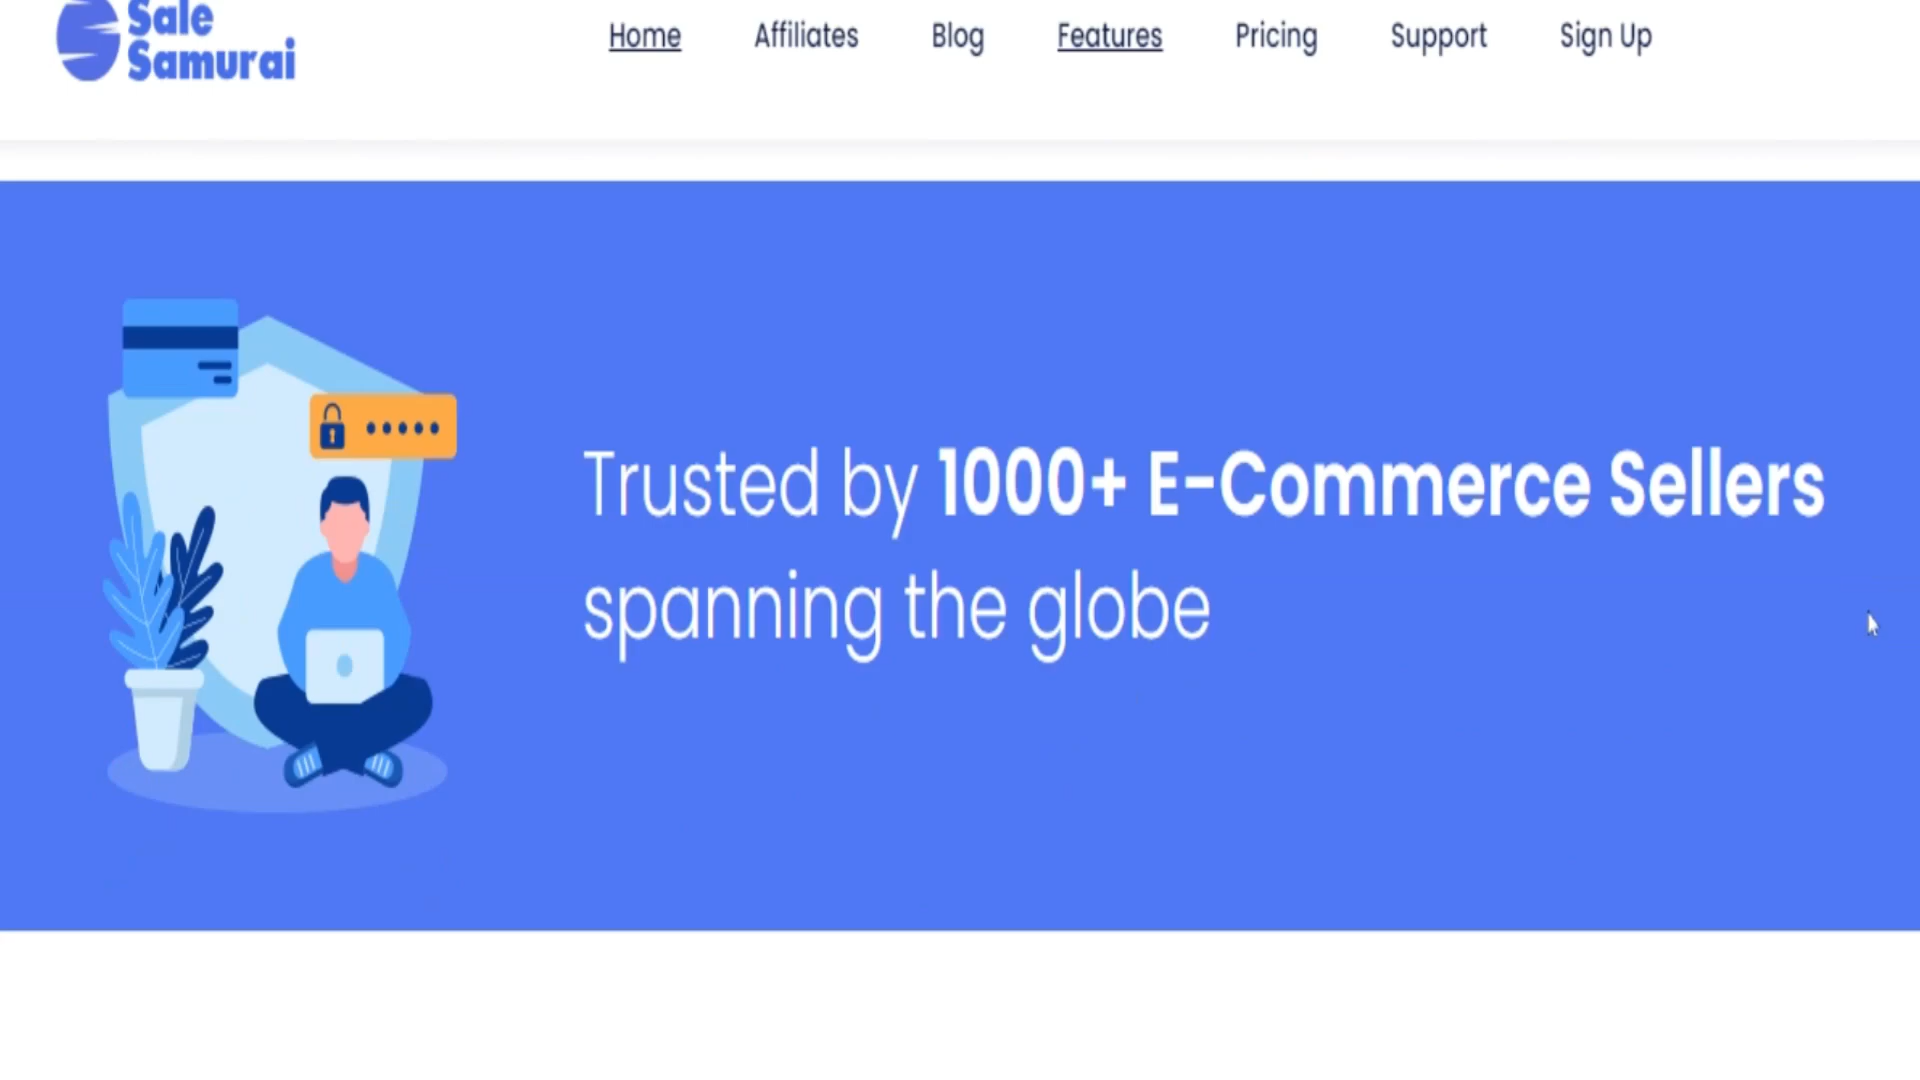 Sale
Samurai
Home Affiliates Blog Features Pricing Support Sign Up
Trusted by 1000+ E-Commerce Sellers
spanning the globe